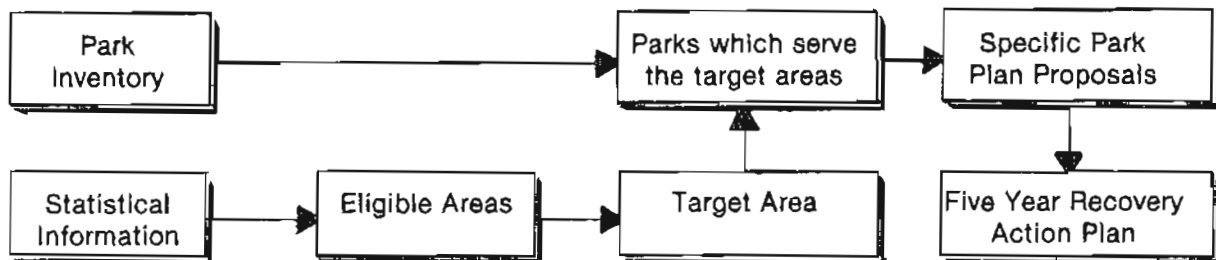 Park
Inventory
Parks which serve
the target areas
Specific Park
Plan Proposals
Statistical
Information
Eligible Areas
Target Area
Five Year Recovery
Action Plan